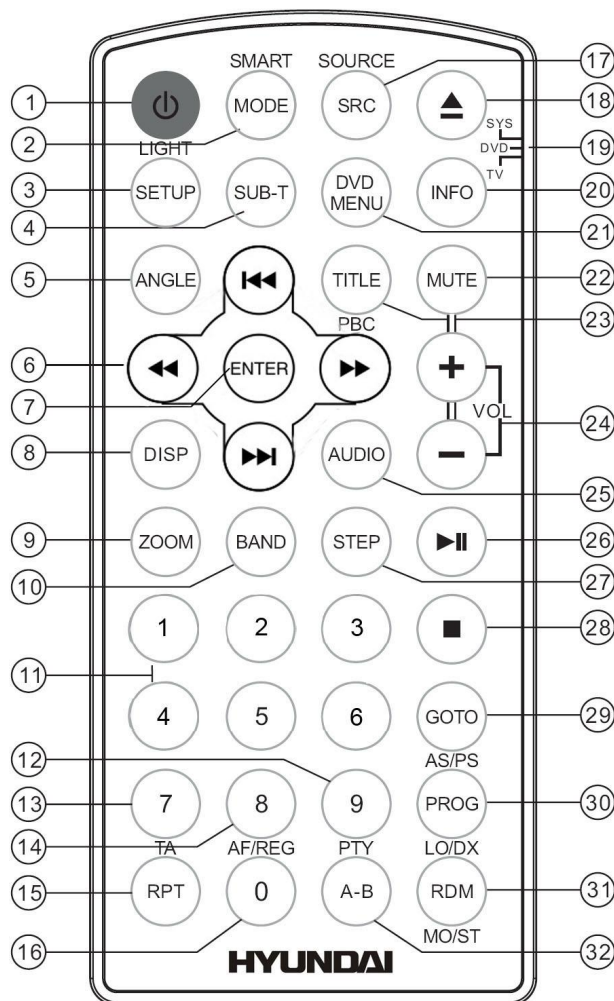 SMART SOURCE 17
1 MODE SRC 18
2 LIGHT SYS
DVD 19
TV
3 SETUP SUB-T DVD MENU INFO 20
4 21
5 ANGLE TITLE MUTE 22
PBC 23
6
ENTER
7 VOL 24
8 DISP AUDIO
25
9 ZOOM BAND STEP 26
10 27
1 2 3 28
11
4 5 6 GOTO 29
12 AS/PS
13 7 8 9 PROG 30
14 TA AF/REG PTY LO/DX
15 RPT 0 A-B RDM 31
16 MO/ST 32
HYUNDAI